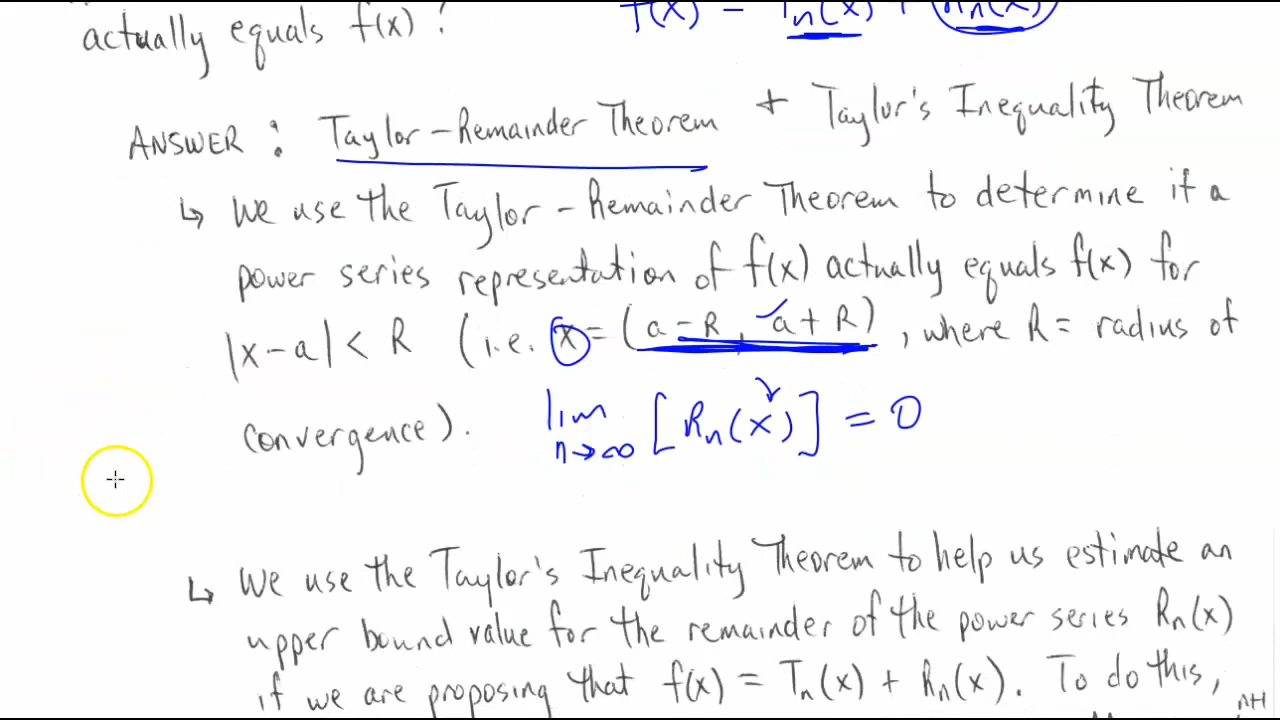 actually equals f(x)? f(x) = Tn(x) + Rn(x)
ANSWER : Taylor-Remainder Theorem + Taylor's Inequality Theorem
↳ We use the Taylor-Remainder Theorem to determine if a
power series representation of f(x) actually equals f(x) for
|x-a| < R (i.e. x = (a-R, a+R), where R = radius of
convergence). lim n→∞ [Rn(x)] = 0
↳ We use the Taylor's Inequality Theorem to help us estimate an
upper bound value for the remainder of the power series Rn(x)
if we are proposing that f(x) = Tn(x) + Rn(x). To do this,